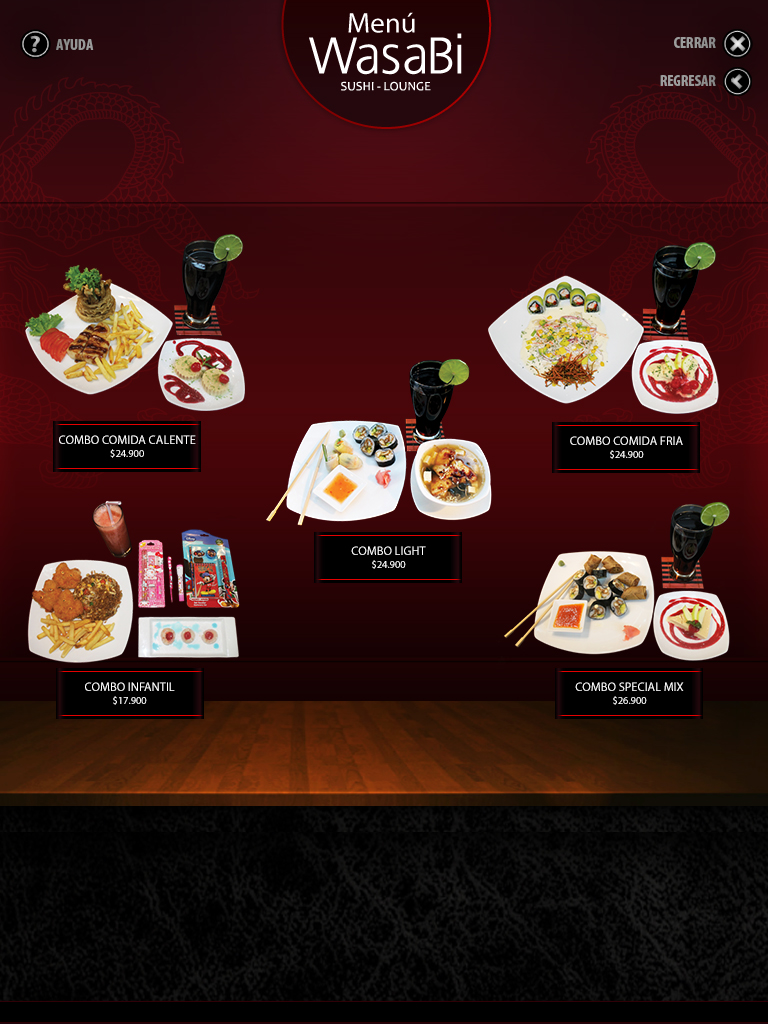 Menú
WasaBi
SUSHI - LOUNGE
? AYUDA
CERRAR
REGRESAR
COMBO COMIDA CALENTE
$24.900
COMBO COMIDA FRIA
$24.900
COMBO LIGHT
$24.900
COMBO INFANTIL
$17.900
COMBO SPECIAL MIX
$26.900